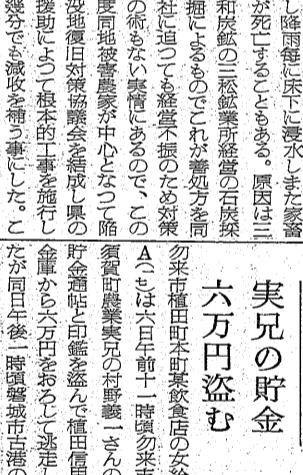 し降雨毎に床下に浸水しまた家畜
が死亡することもある。原因は三
和炭鉱の三松鉱業所経営の石炭採
掘によるものでこれが善処方を同
社に迫つても経営不振のため対策
の術もない実情にあるので、この
度同地被害農家が中心となつて陥
没地復旧対策協議会を結成し県の
援助によつて根本的工事を施行し
幾分でも減収を補う事にした。こ
実兄の貯金
六万円盗む
勿来市植田町本町某飲食店の女給
は六日午前十一時頃勿来市
須賀町農業実兄の村野義一さんの
貯金通帖と印鑑を盗んで植田信用
金庫から六万円をおろして逃走し
たが同日午後一時頃磐城市古港の